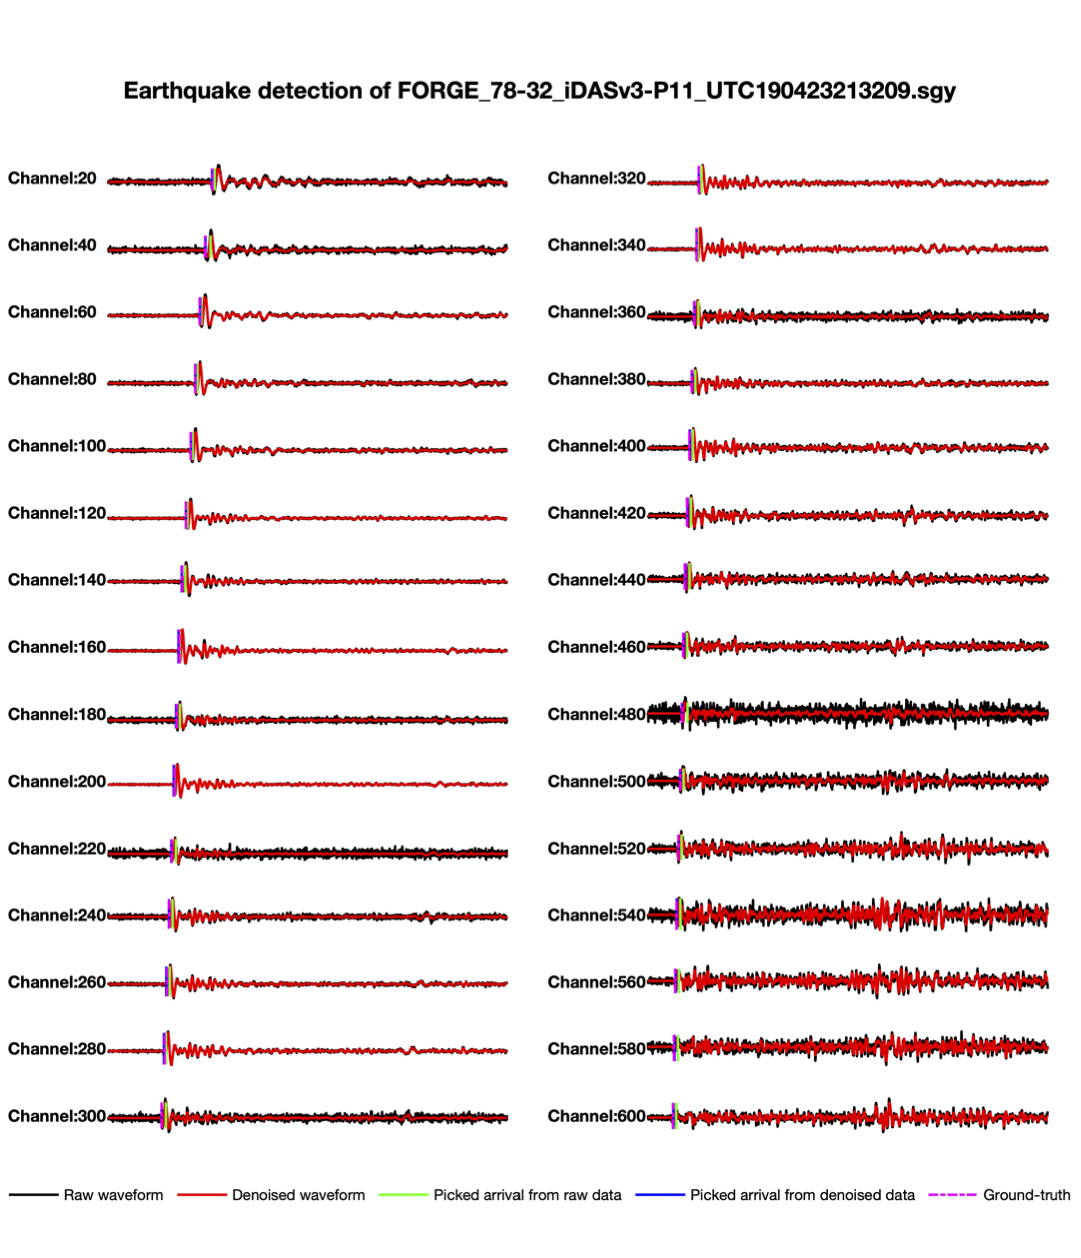 Earthquake detection of FORGE_78-32_iDASv3-P11_UTC190423213209.sgy
Channel:20
Channel:40
Channel:60
Channel:80
Channel:100
Channel:120
Channel:140
Channel:160
Channel:180
Channel:200
Channel:220
Channel:240
Channel:260
Channel:280
Channel:300
Channel:320
Channel:340
Channel:360
Channel:380
Channel:400
Channel:420
Channel:440
Channel:460
Channel:480
Channel:500
Channel:520
Channel:540
Channel:560
Channel:580
Channel:600
Raw waveform Denoised waveform Picked arrival from raw data Picked arrival from denoised data Ground-truth